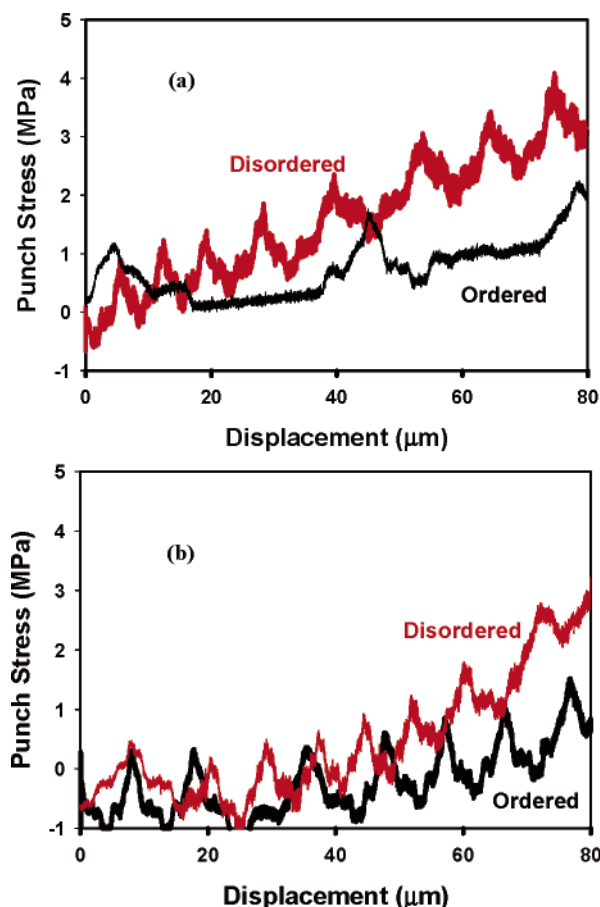 5
4
(a)
3
Disordered
2
1
0
Ordered
-1
0 20 40 60 80
Punch Stress (MPa)
Displacement (μm)
5
4
(b)
3
Disordered
2
1
0
Ordered
-1
0 20 40 60 80
Punch Stress (MPa)
Displacement (μm)